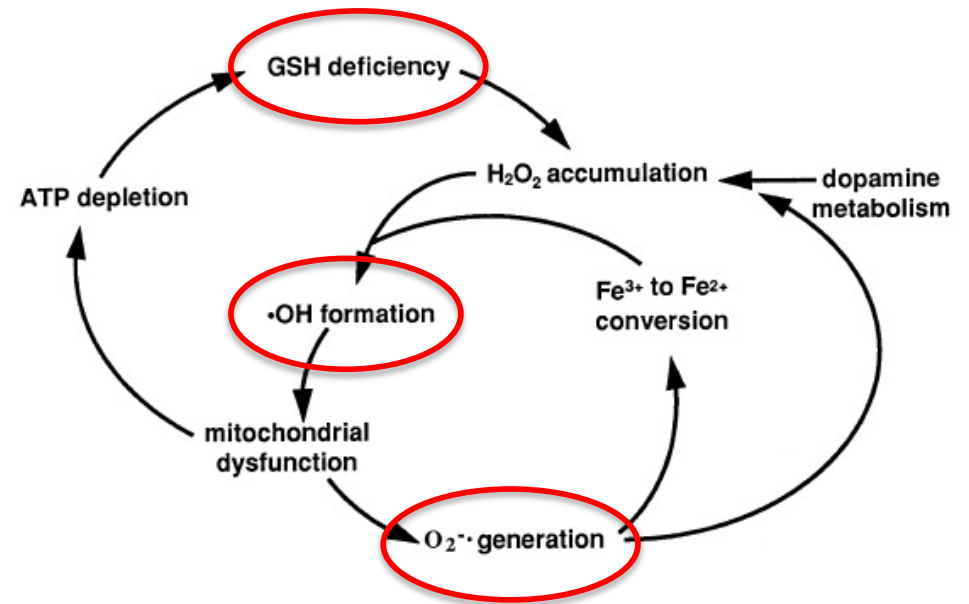 GSH deficiency
H₂O₂ accumulation
dopamine
metabolism
ATP depletion
Fe³⁺ to Fe²⁺
conversion
•OH formation
mitochondrial
dysfunction
O₂⁻· generation